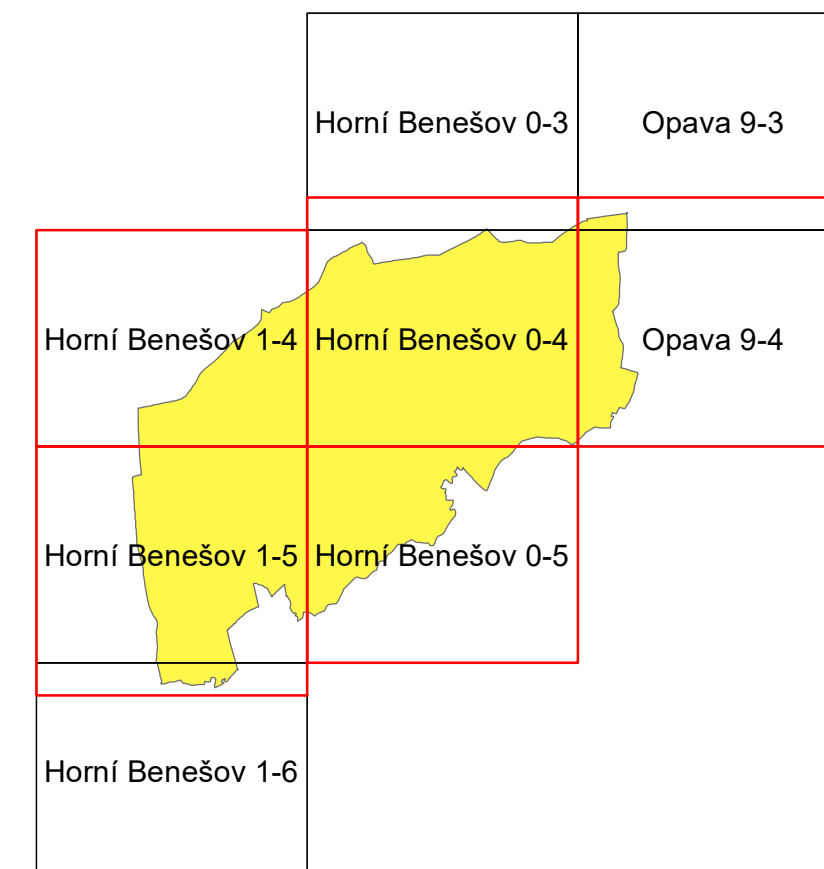 Horní Benešov 0-3
Opava 9-3
Horní Benešov 1-4
Horní Benešov 0-4
Opava 9-4
Horní Benešov 1-5
Horní Benešov 0-5
Horní Benešov 1-6